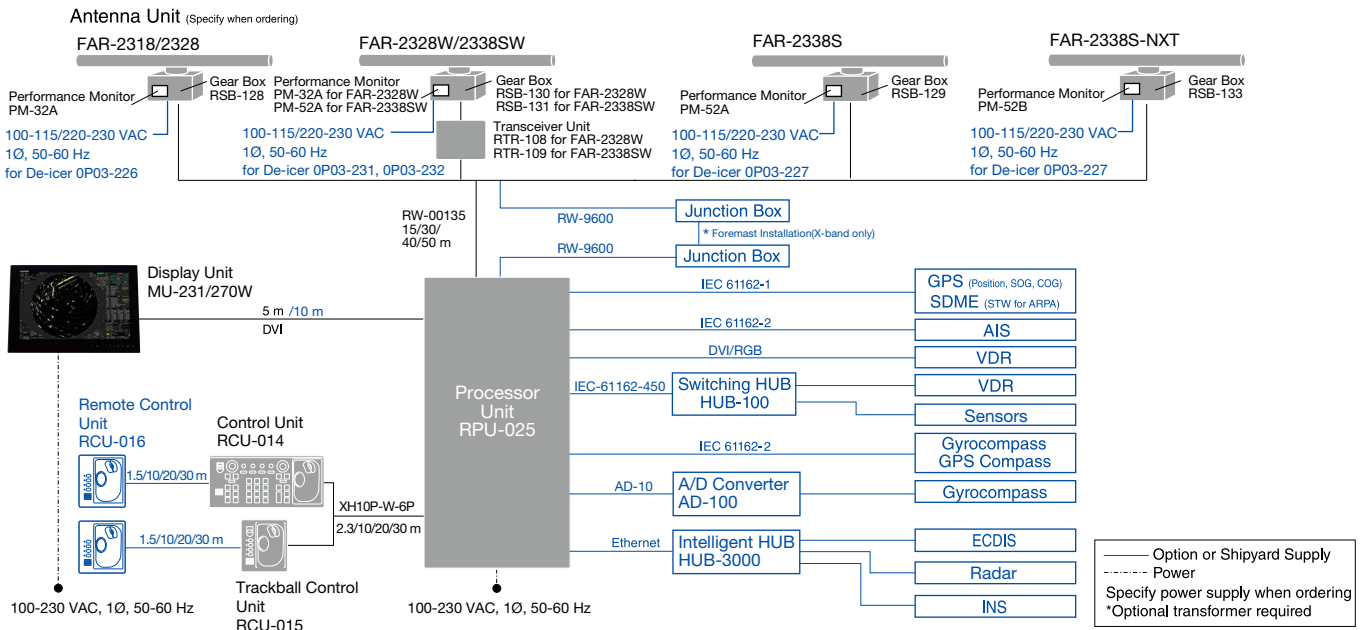 Antenna Unit (Specify when ordering)
FAR-2318/2328
Performance Monitor
PM-32A
Gear Box
RSB-128
100-115/220-230 VAC
1Ø, 50-60 Hz
for De-icer 0P03-226
FAR-2328W/2338SW
Performance Monitor
PM-32A for FAR-2328W
PM-52A for FAR-2338SW
Gear Box
RSB-130 for FAR-2328W
RSB-131 for FAR-2338SW
Transceiver Unit
RTR-108 for FAR-2328W
RTR-109 for FAR-2338SW
100-115/220-230 VAC
1Ø, 50-60 Hz
for De-icer 0P03-231, 0P03-232
FAR-2338S
Performance Monitor
PM-52A
Gear Box
RSB-129
100-115/220-230 VAC
1Ø, 50-60 Hz
for De-icer 0P03-227
FAR-2338S-NXT
Performance Monitor
PM-52B
Gear Box
RSB-133
100-115/220-230 VAC
1Ø, 50-60 Hz
for De-icer 0P03-227
RW-00135
15/30/
40/50 m
RW-9600
Junction Box
* Foremast Installation(X-band only)
RW-9600
Junction Box
Display Unit
MU-231/270W
5 m /10 m
DVI
Processor
Unit
RPU-025
IEC 61162-1
GPS (Position, SOG, COG)
SDME (STW for ARPA)
IEC 61162-2
AIS
DVI/RGB
VDR
IEC-61162-450
Switching HUB
HUB-100
VDR
Sensors
IEC 61162-2
Gyrocompass
GPS Compass
AD-10
A/D Converter
AD-100
Gyrocompass
Ethernet
Intelligent HUB
HUB-3000
ECDIS
Radar
INS
Remote Control
Unit
RCU-016
Control Unit
RCU-014
1.5/10/20/30 m
XH10P-W-6P
2.3/10/20/30 m
1.5/10/20/30 m
Trackball Control
Unit
RCU-015
100-230 VAC, 1Ø, 50-60 Hz
100-230 VAC, 1Ø, 50-60 Hz
Option or Shipyard Supply
Power
Specify power supply when ordering
*Optional transformer required